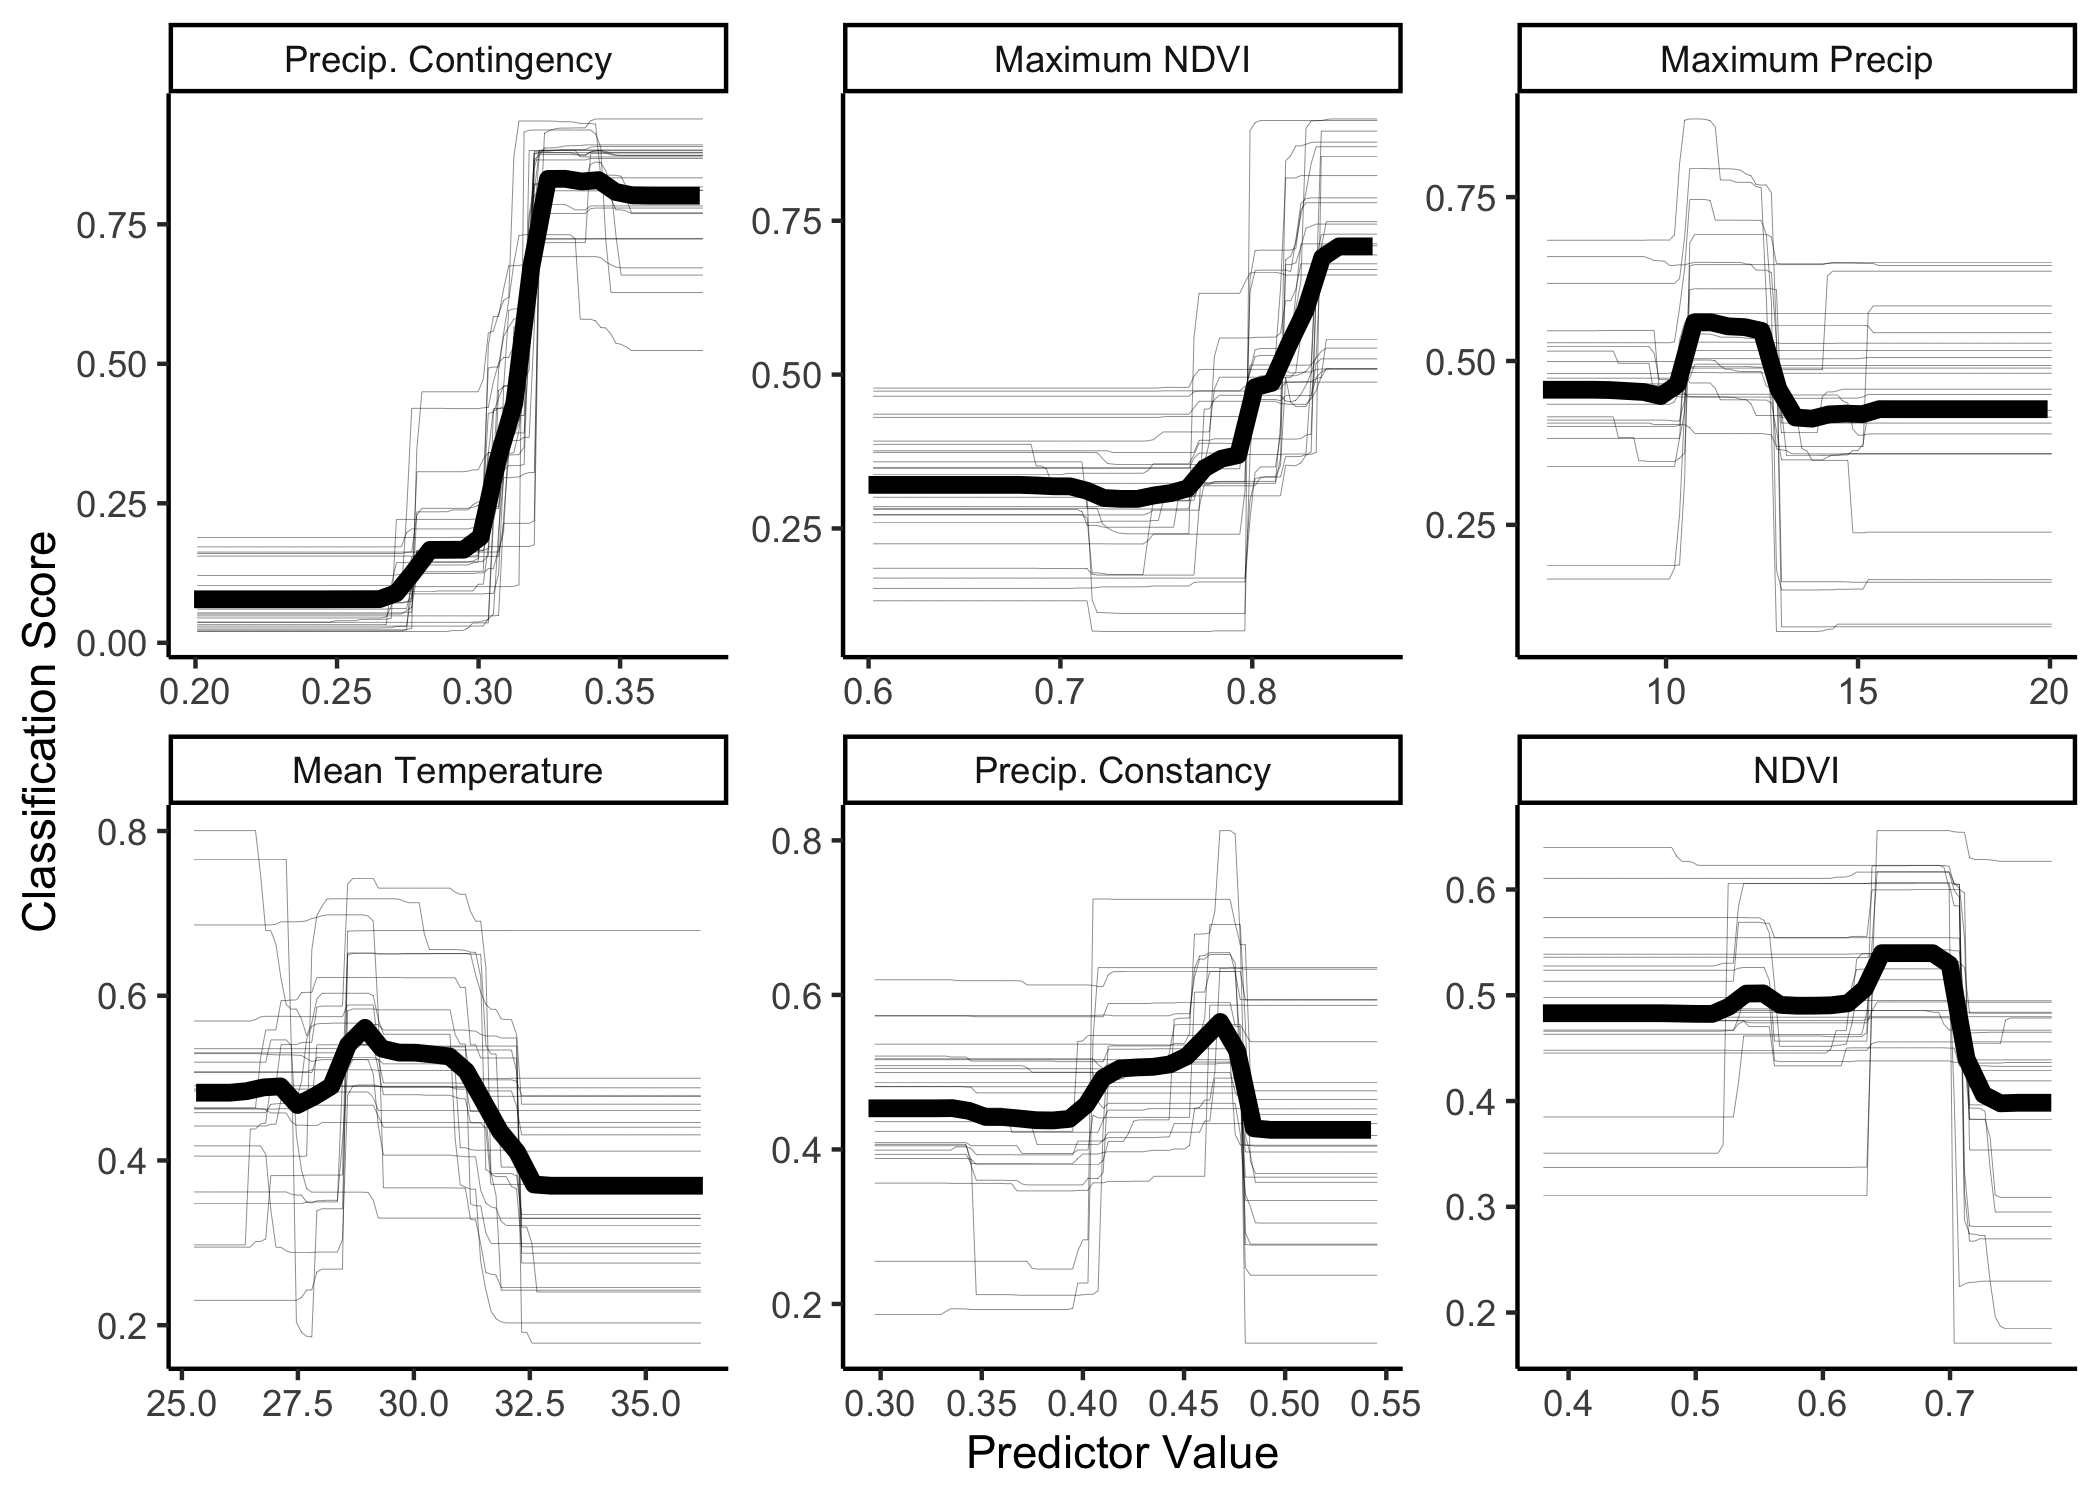 Precip. Contingency
Maximum NDVI
Maximum Precip
0.75
0.50
0.25
0.00
0.20 0.25 0.30 0.35
0.75
0.50
0.25
0.6 0.7 0.8
0.75
0.50
0.25
10 15 20
Mean Temperature
Precip. Constancy
NDVI
0.8
0.6
0.4
0.2
25.0 27.5 30.0 32.5 35.0
0.8
0.6
0.4
0.2
0.30 0.35 0.40 0.45 0.50 0.55
0.6
0.5
0.4
0.3
0.2
0.4 0.5 0.6 0.7
Classification Score
Predictor Value